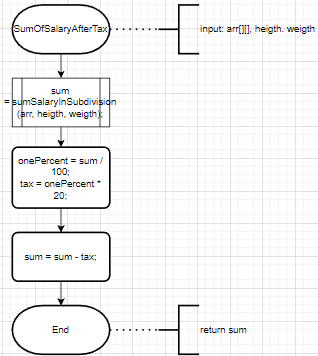 SumOfSalaryAfterTax
input: arr[][], heigth. weigth
sum
= sumSalaryInSubdivision
(arr, heigth, weigth);
onePercent = sum /
100;
tax = onePercent *
20;
sum = sum - tax;
End
return sum